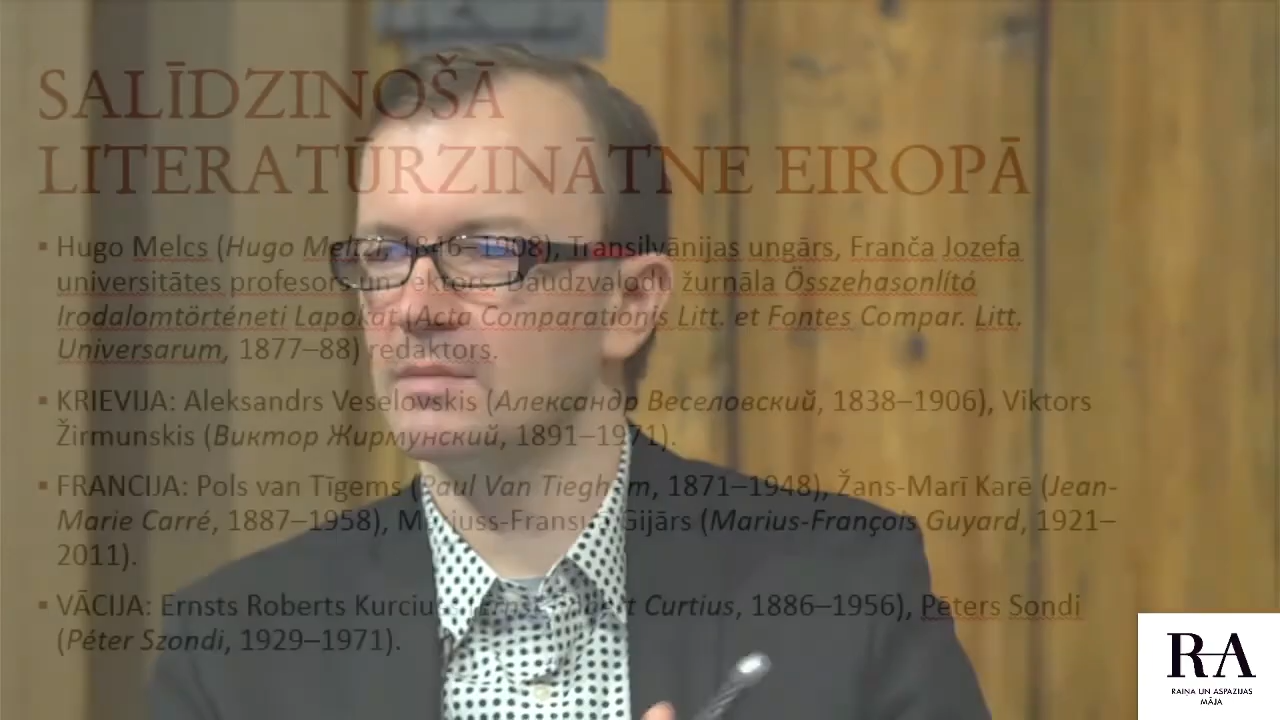 SALĪDZINOŠĀ
LITERATŪRZINĀTNE EIROPĀ
▪ Hugo Melcs (Hugo Meltzl, 1846–1908), Transilvānijas ungārs, Franča Jozefa
universitātes profesors un rektors. Daudzvalodu žurnāla Összehasonlító
Irodalomtörténeti Lapokat (Acta Comparationis Litt. et Fontes Compar. Litt.
Universarum, 1877–88) redaktors.
▪ KRIEVIJA: Aleksandrs Veselovskis (Александр Веселовский, 1838–1906), Viktors
Žirmunskis (Виктор Жирмунский, 1891–1971).
▪ FRANCIJA: Pols van Tīgems (Paul Van Tieghem, 1871–1948), Žans-Marī Karē (Jean-
Marie Carré, 1887–1958), Mariuss-Fransuā Gijārs (Marius-François Guyard, 1921–
2011).
▪ VĀCIJA: Ernsts Roberts Kurciuss (Ernst Robert Curtius, 1886–1956), Pēters Sondi
(Péter Szondi, 1929–1971).
RA
RAIŅA UN ASPAZIJAS
MĀJA